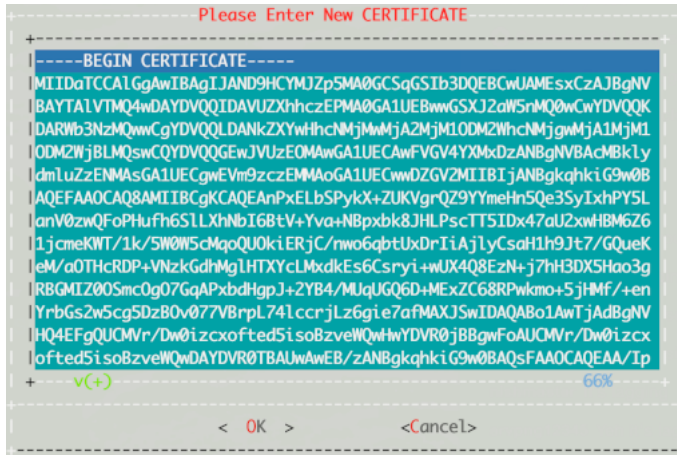 Please Enter New CERTIFICATE
-----BEGIN CERTIFICATE-----
MIIDaTCCAlGgAwIBAgIJAND9HCYMJZp5MA0GCSqGSIb3DQEBCwUAMEsxCzAJBgNV
BAYTAlVTMQ4wDAYDVQQIDAVUZXhhczEPMA0GA1UEBwwGSXJ2aW5nMQ0wCwYDVQQK
DARWb3NzMQwwCgYDVQQLDANkZXYwHhcNMjMwMjA2MjM1ODM2WhcNMjgwMjA1MjM1
ODM2WjBLMQswCQYDVQQGEwJVUzEOMAwGA1UECAwFVGV4YXMxDzANBgNVBAcMBkly
dmluZzENMAsGA1UECgwEVm9zczEMMAoGA1UECwwDZGV2MIIBIjANBgkqhkiG9w0B
AQEFAAOCAQ8AMIIBCgKCAQEAnPxELbSPykX+ZUKVgrQZ9YYmeHn5Qe3SyIxhPY5L
anV0zwQFoPHufh6SlLXhNbI6BtV+Yva+NBpxbk8JHLPscTT5IDx47aU2xwHBM6Z6
1jcmeKWT/1k/5W0W5cMqoQUOkiERjC/nwo6qbtUxDrIiAjlyCsaH1h9Jt7/GQueK
eM/aOTHcRDP+VNzkGdhMglHTXYcLMxdkEs6Csryi+wUX4Q8EzN+j7hH3DX5Hao3g
RBGMIZ0OSmcOgO7GqAPxbdHgpJ+2YB4/MUqUGQ6D+MExZC68RPwkmo+5jHMf/+en
YrbGs2w5cg5DzBOv077VBrpL74lccrjLz6gie7afMAXJSwIDAQABo1AwTjAdBgNV
HQ4EFgQUCMVr/Dw0izcxofted5isoBzveWQwHwYDVR0jBBgwFoAUCMVr/Dw0izcx
ofted5isoBzveWQwDAYDVR0TBAUwAwEB/zANBgkqhkiG9w0BAQsFAAOCAQEAA/Ip
v(+) 66%
< OK > <Cancel>